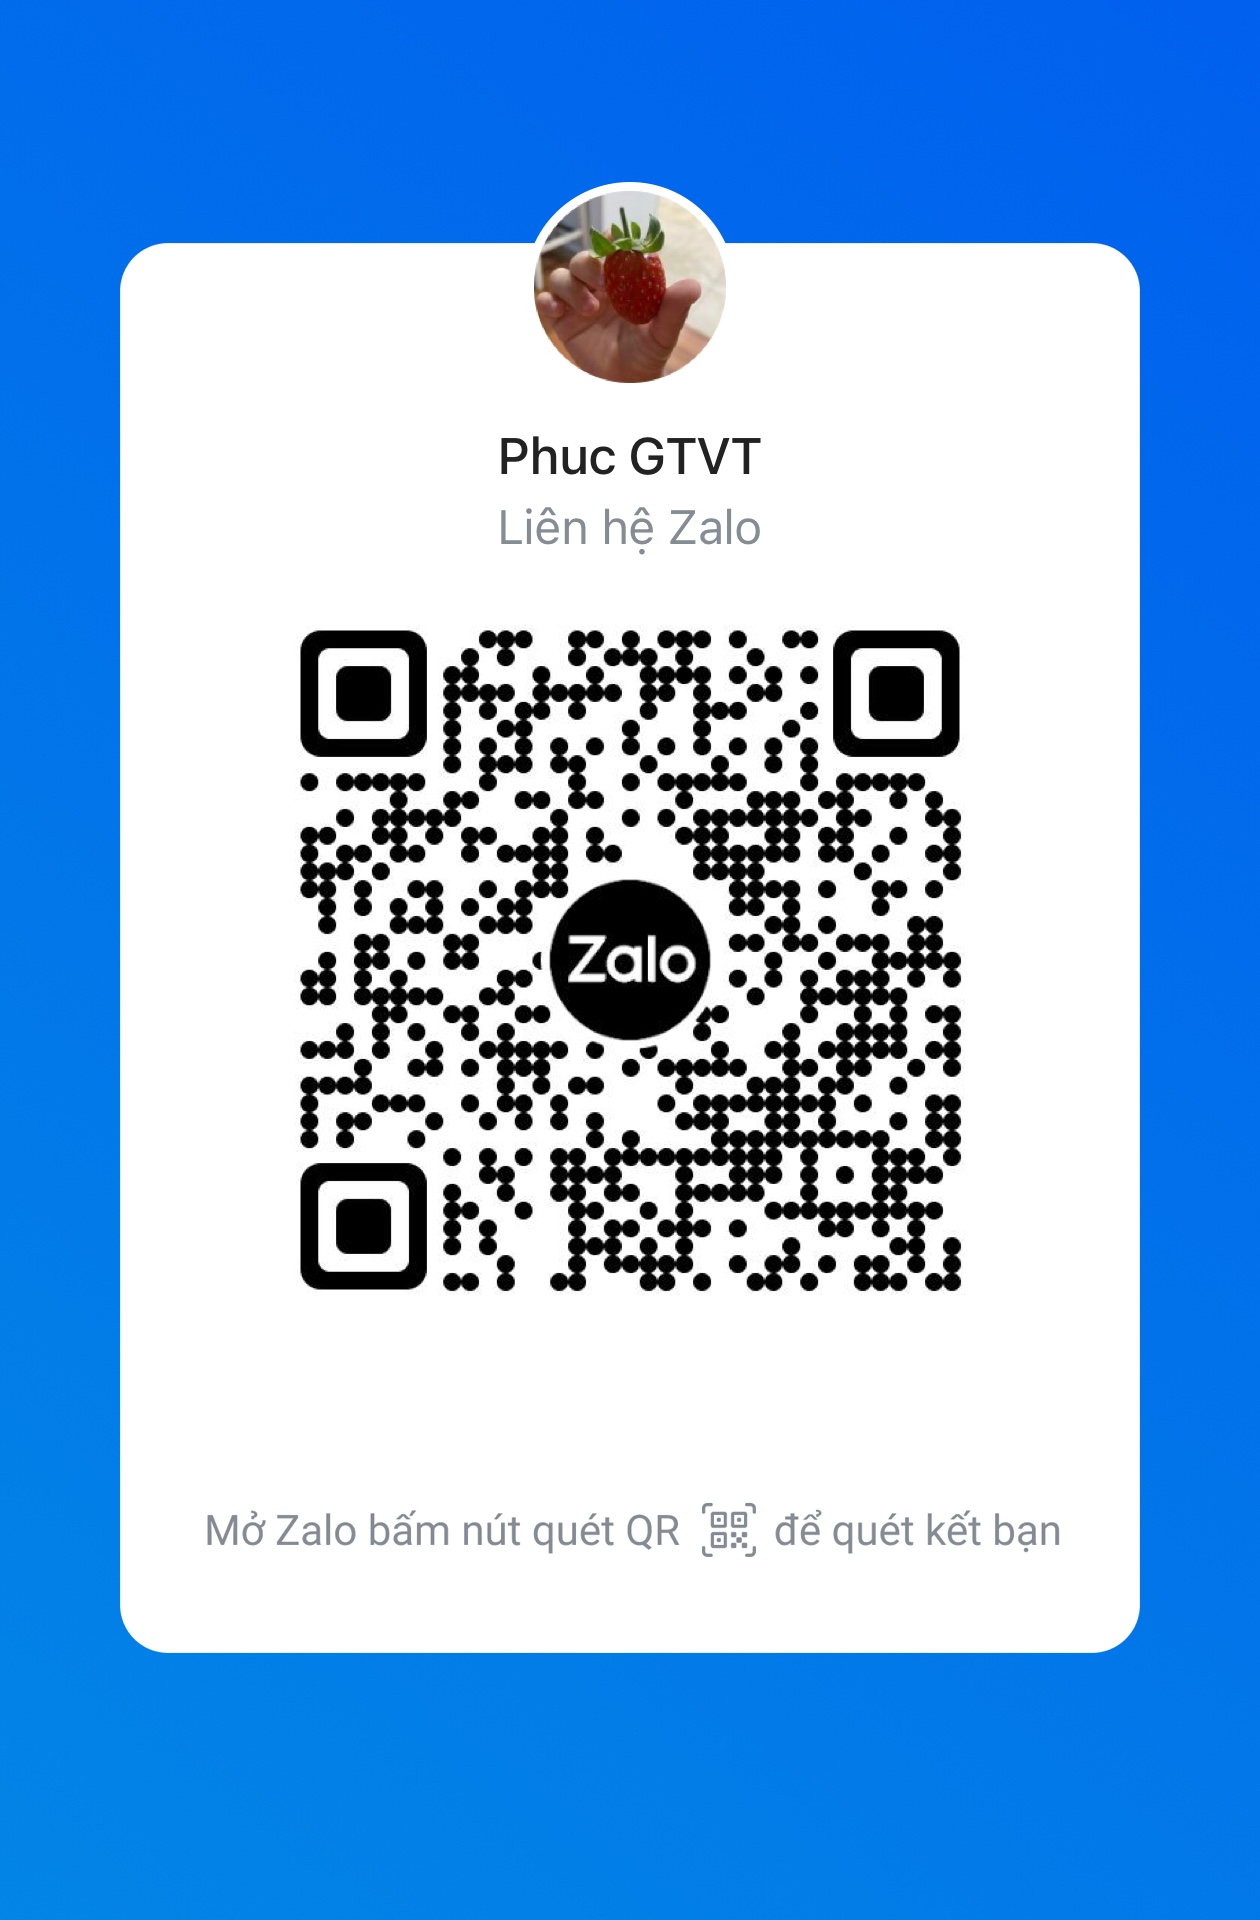 Phuc GTVT
Liên hệ Zalo
Zalo
Mở Zalo bấm nút quét QR để quét kết bạn